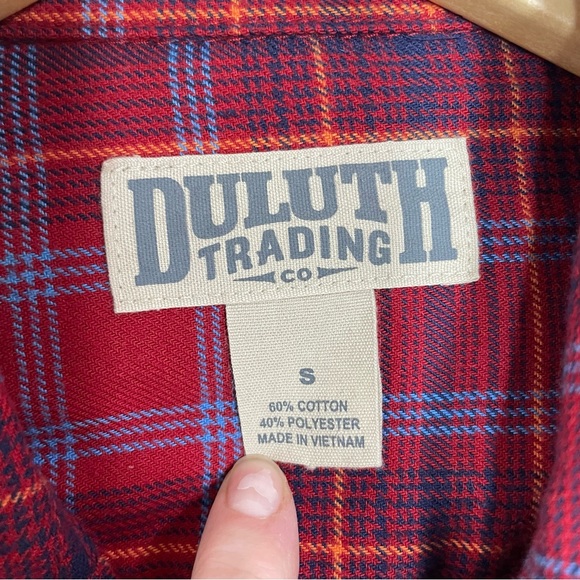 DULUTH
TRADING
CO
S
60% COTTON
40% POLYESTER
MADE IN VIETNAM